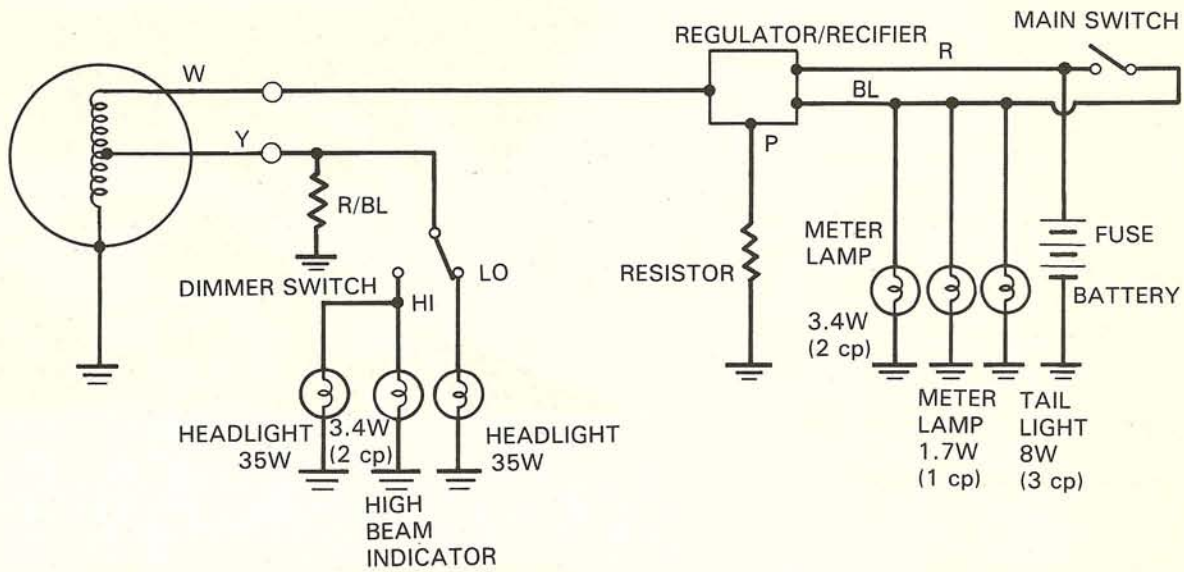 MAIN SWITCH
REGULATOR/RECIFIER
R
W
BL
Y
P
R/BL
METER
LAMP
FUSE
LO
RESISTOR
DIMMER SWITCH
HI
BATTERY
3.4W
(2 cp)
HEADLIGHT
35W
3.4W
(2 cp)
HEADLIGHT
35W
METER
LAMP
1.7W
(1 cp)
TAIL
LIGHT
8W
(3 cp)
HIGH
BEAM
INDICATOR